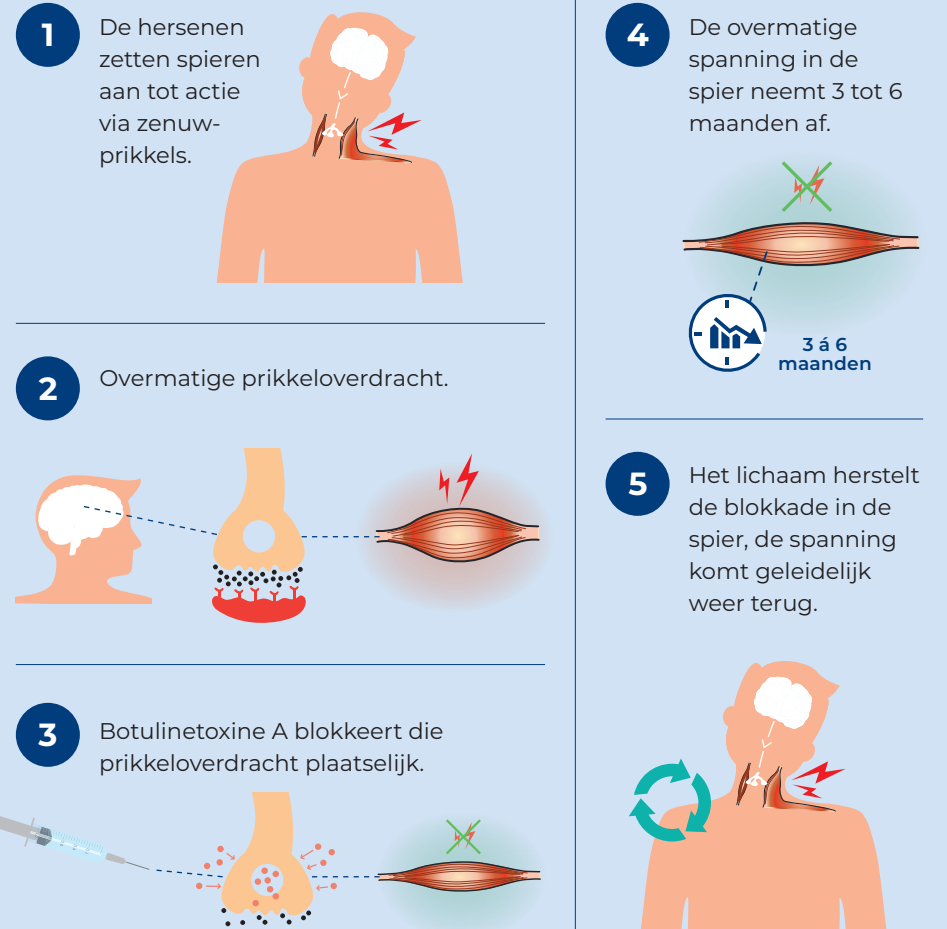 1
De hersenen
zetten spieren
aan tot actie
via zenuw-
prikkels.
2
Overmatige prikkeloverdracht.
3
Botulinetoxine A blokkeert die
prikkeloverdracht plaatselijk.
4
De overmatige
spanning in de
spier neemt 3 tot 6
maanden af.
3 á 6
maanden
5
Het lichaam herstelt
de blokkade in de
spier, de spanning
komt geleidelijk
weer terug.